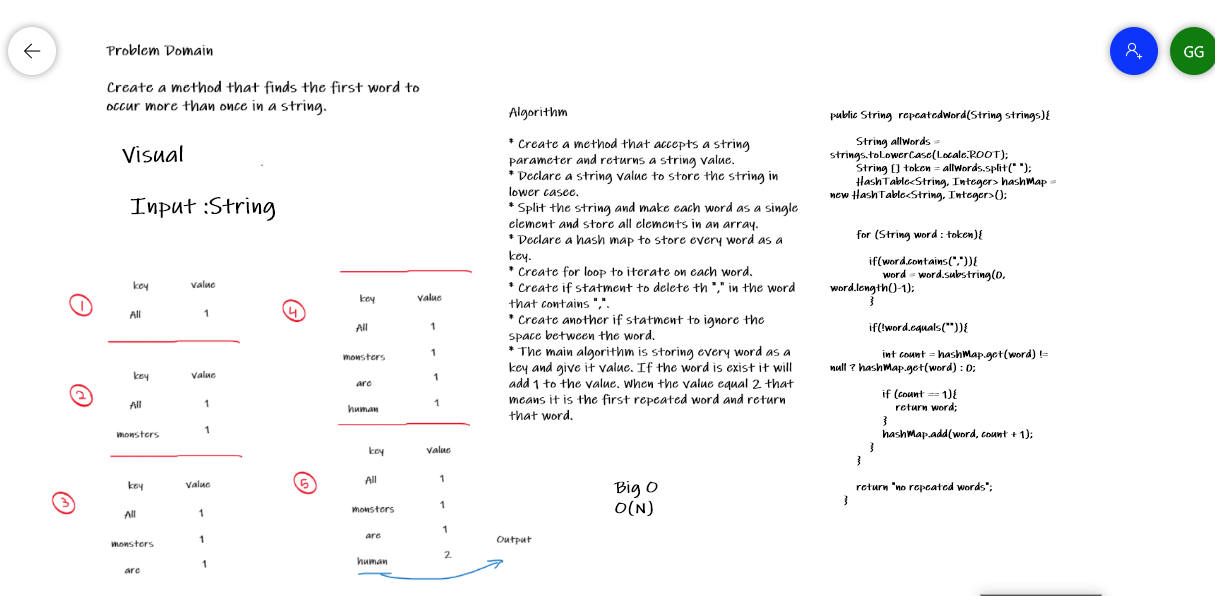 Problem Domain
Create a method that finds the first word to
occur more than once in a string.
Visual
Input :String
1
key value
All 1
2
key value
All 1
monsters 1
3
key value
All 1
monsters 1
are 1
4
key value
All 1
monsters 1
are 1
human 1
5
key value
All 1
monsters 1
are 1
human 2
Output
Algorithm
* Create a method that accepts a string
parameter and returns a string value.
* Declare a string value to store the string in
lower casee.
* Split the string and make each word as a single
element and store all elements in an array.
* Declare a hash map to store every word as a
key.
* Create for loop to iterate on each word.
* Create if statment to delete th "," in the word
that contains ",".
* Create another if statment to ignore the
space between the word.
* The main algorithm is storing every word as a
key and give it value. If the word is exist it will
add 1 to the value. When the value equal 2 that
means it is the first repeated word and return
that word.
Big O
O(N)
public String repeatedWord(String strings){
String allWords =
strings.toLowerCase(Locale.ROOT);
String [] token = allWords.split(" ");
HashTable<String, Integer> hashMap =
new HashTable<String, Integer>();
for (String word : token){
if(word.contains(",")){
word = word.substring(0,
word.length()-1);
}
if(!word.equals("")){
int count = hashMap.get(word) !=
null ? hashMap.get(word) : 0;
if (count == 1){
return word;
}
hashMap.add(word, count + 1);
}
}
return "no repeated words";
}
GG